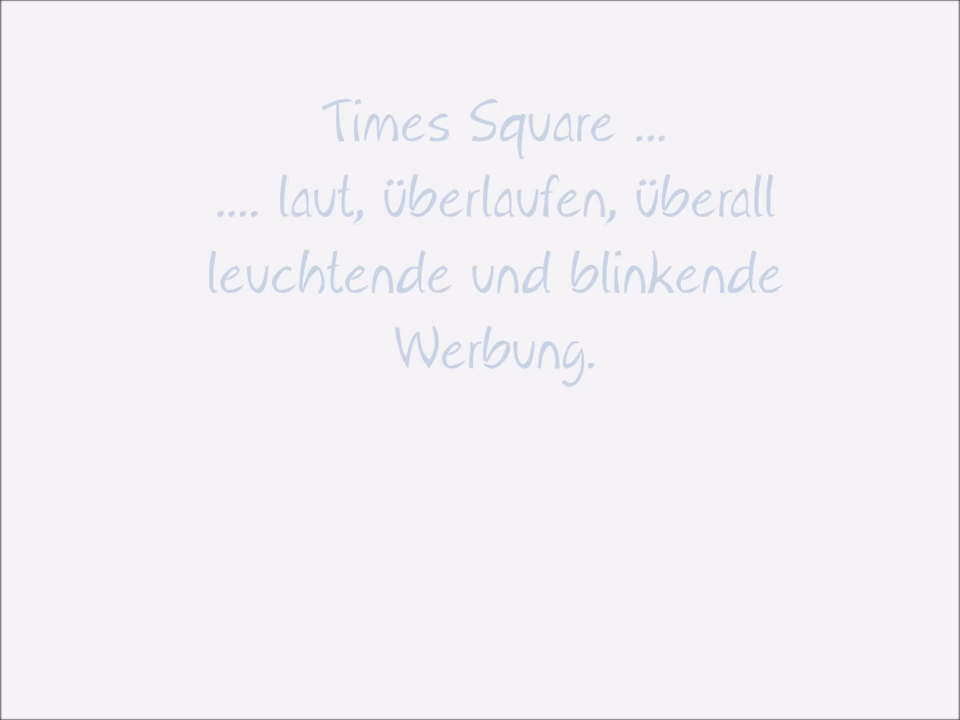 Times Square ...
.... laut, überlaufen, überall
leuchtende und blinkende
Werbung.